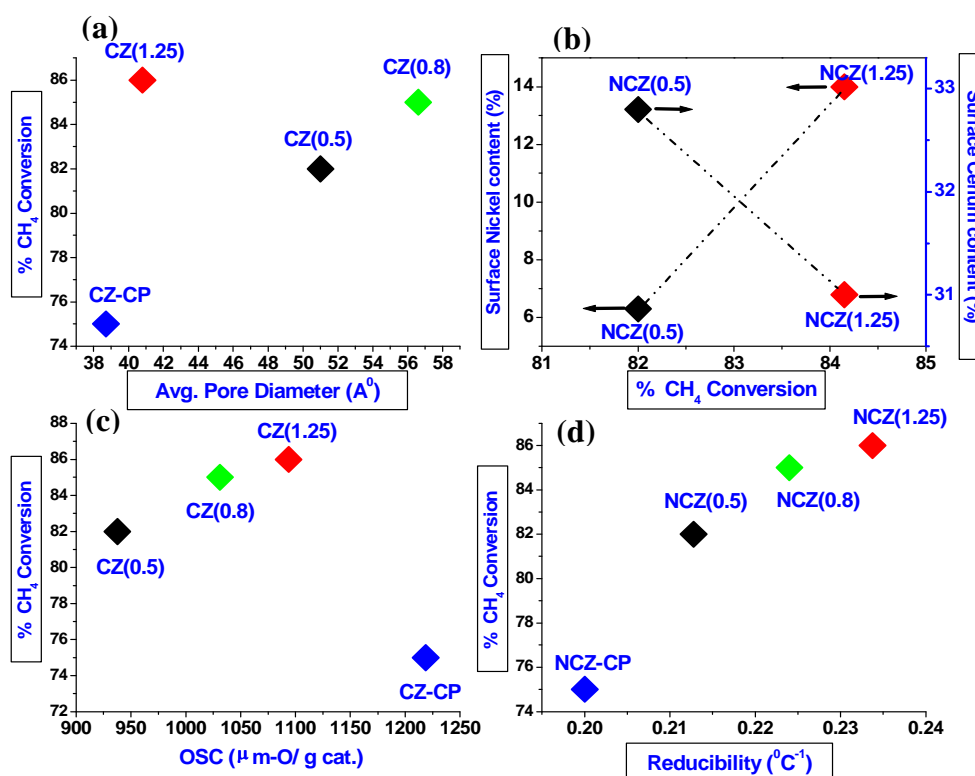 (a)
CZ(1.25)
CZ(0.8)
CZ(0.5)
CZ-CP
86
84
82
80
78
76
74
38 40 42 44 46 48 50 52 54 56 58
% CH4 Conversion
Avg. Pore Diameter (A⁰)
(b)
NCZ(0.5)
NCZ(1.25)
NCZ(0.5)
NCZ(1.25)
14
12
10
8
6
33
32
31
81 82 83 84 85
Surface Nickel content (%)
Surface Cerium content (%)
% CH4 Conversion
(c)
CZ(1.25)
CZ(0.8)
CZ(0.5)
CZ-CP
88
86
84
82
80
78
76
74
72
900 950 1000 1050 1100 1150 1200 1250
% CH4 Conversion
OSC (μ m-O/ g cat.)
(d)
NCZ(1.25)
NCZ(0.5)
NCZ(0.8)
NCZ-CP
86
84
82
80
78
76
74
0.20 0.21 0.22 0.23 0.24
% CH4 Conversion
Reducibility (⁰C⁻¹)